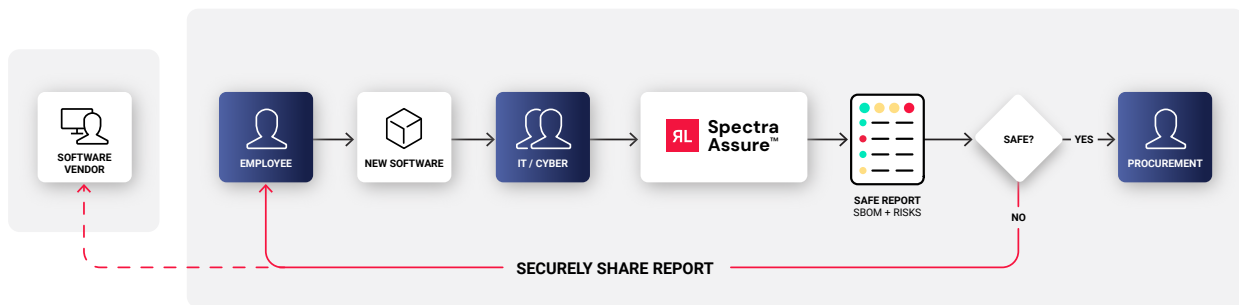 SOFTWARE
VENDOR
EMPLOYEE
NEW SOFTWARE
IT / CYBER
RL
Spectra
Assure™
SAFE REPORT
SBOM + RISKS
SAFE?
YES
PROCUREMENT
NO
SECURELY SHARE REPORT